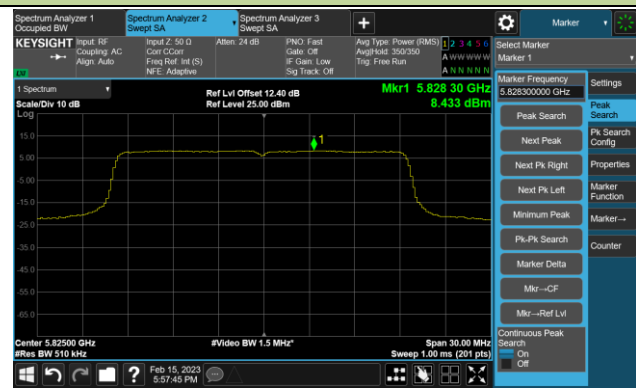 Spectrum Analyzer 1
Occupied BW
Spectrum Analyzer 2
Swept SA
Spectrum Analyzer 3
Swept SA
+
Marker
KEYSIGHT
Input: RF
Coupling: AC
Align: Auto
Input Z: 50 Ω
Corr CCorr
Freq Ref: Int (S)
NFE: Adaptive
Atten: 24 dB
PNO: Fast
Gate: Off
IF Gain: Low
Sig Track: Off
Avg Type: Power (RMS)
Avg|Hold: 350/350
Trig: Free Run
1 2 3 4 5 6
A W W W W W
A N N N N N
Select Marker
Marker 1
LXI
1 Spectrum
Scale/Div 10 dB
Log
Ref Lvl Offset 12.40 dB
Ref Level 25.00 dBm
Mkr1 5.828 30 GHz
8.433 dBm
1
15.0
5.00
-5.00
-15.0
-25.0
-35.0
-45.0
-55.0
-65.0
Center 5.82500 GHz
#Res BW 510 kHz
#Video BW 1.5 MHz*
Span 30.00 MHz
Sweep 1.00 ms (201 pts)
Marker Frequency
5.828300000 GHz
Peak Search
Next Peak
Next Pk Right
Next Pk Left
Minimum Peak
Pk-Pk Search
Marker Delta
Mkr→CF
Mkr→Ref Lvl
Continuous Peak
Search
On
Off
Settings
Peak
Search
Pk Search
Config
Properties
Marker
Function
Marker→
Counter
?
Feb 15, 2023
5:57:45 PM